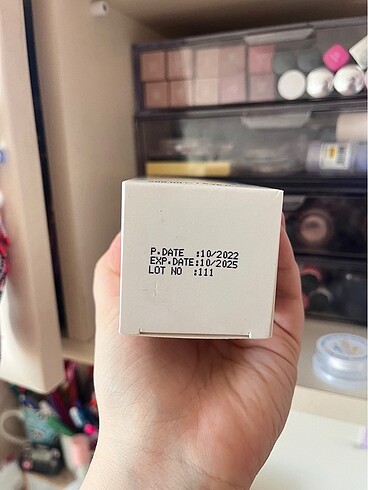 P.DATE :10/2022
EXP.DATE:10/2025
LOT NO :111